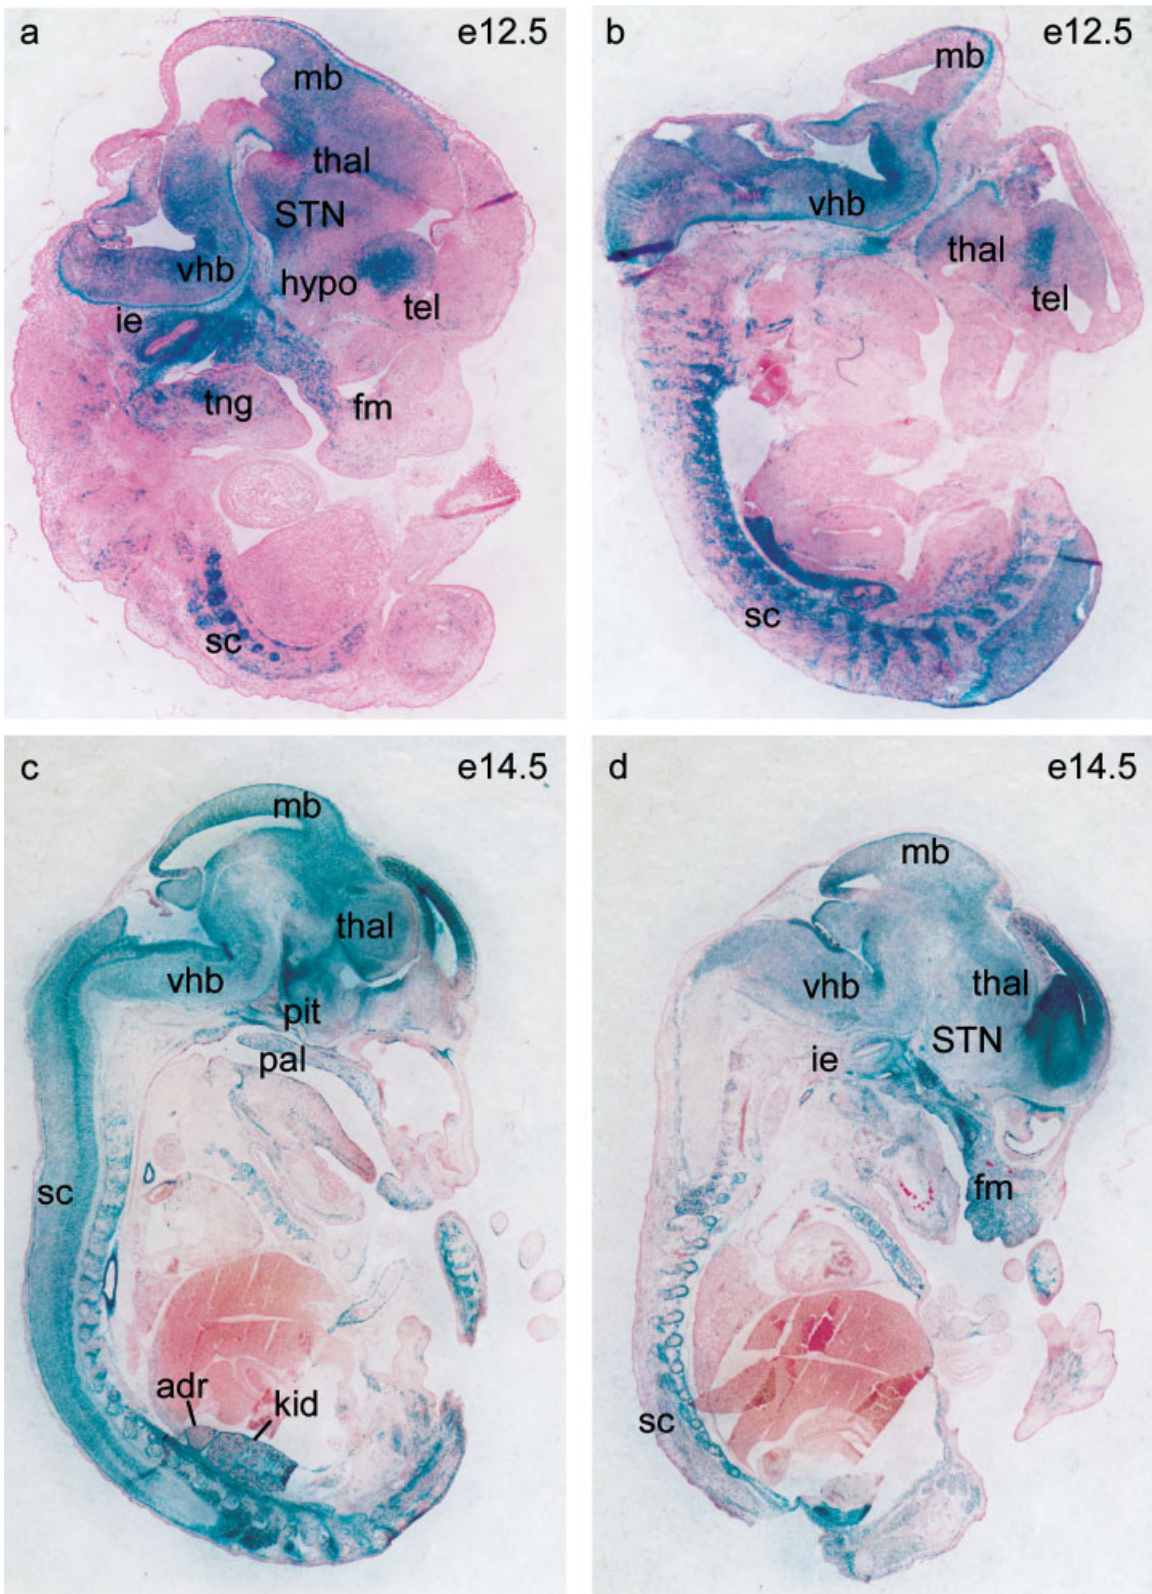 a e12.5
mb
thal
STN
vhb hypo
ie tel
tng fm
sc
b e12.5
mb
vhb
thal
tel
sc
c e14.5
mb
thal
vhb
pit
pal
sc
adr kid
d e14.5
mb
vhb thal
STN
ie
fm
sc